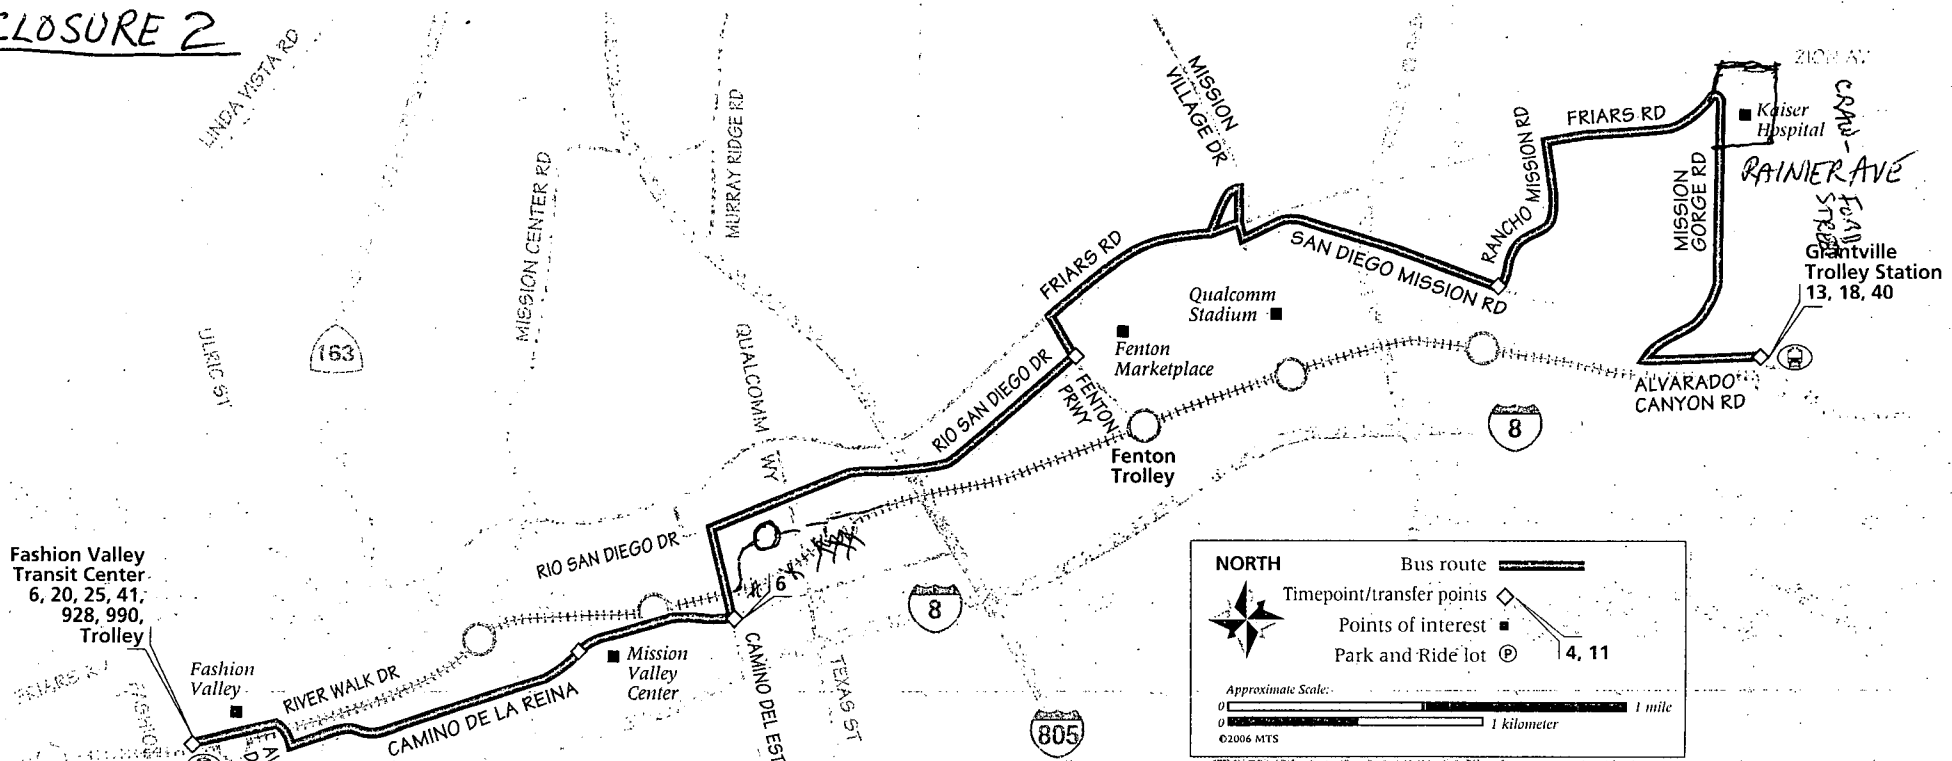 CLOSURE 2
LINDA VISTA RD
MISSION CENTER RD
MURRAY RIDGE RD
MISSION
VILLAGE DR
RANCHO MISSION RD
FRIARS RD
Kaiser
Hospital
CRAW-
FORD
RAINIER AVE
MISSION
GORGE RD
Grantville
Trolley Station
13, 18, 40
163
ULRIC ST
QUALCOMM WY
FRIARS RD
SAN DIEGO MISSION RD
Qualcomm
Stadium
Fenton
Marketplace
RIO SAN DIEGO DR
FENTON
PRWY
Fenton
Trolley
ALVARADO
CANYON RD
8
RIO SAN DIEGO DR
6
8
Fashion Valley
Transit Center
6, 20, 25, 41,
928, 990,
Trolley
Fashion
Valley
RIVER WALK DR
CAMINO DE LA REINA
Mission
Valley
Center
CAMINO DEL EST
TEXAS ST
805
NORTH
Bus route
Timepoint/transfer points
Points of interest
Park and Ride lot P
4, 11
Approximate Scale:
0 1 mile
0 1 kilometer
©2006 MTS